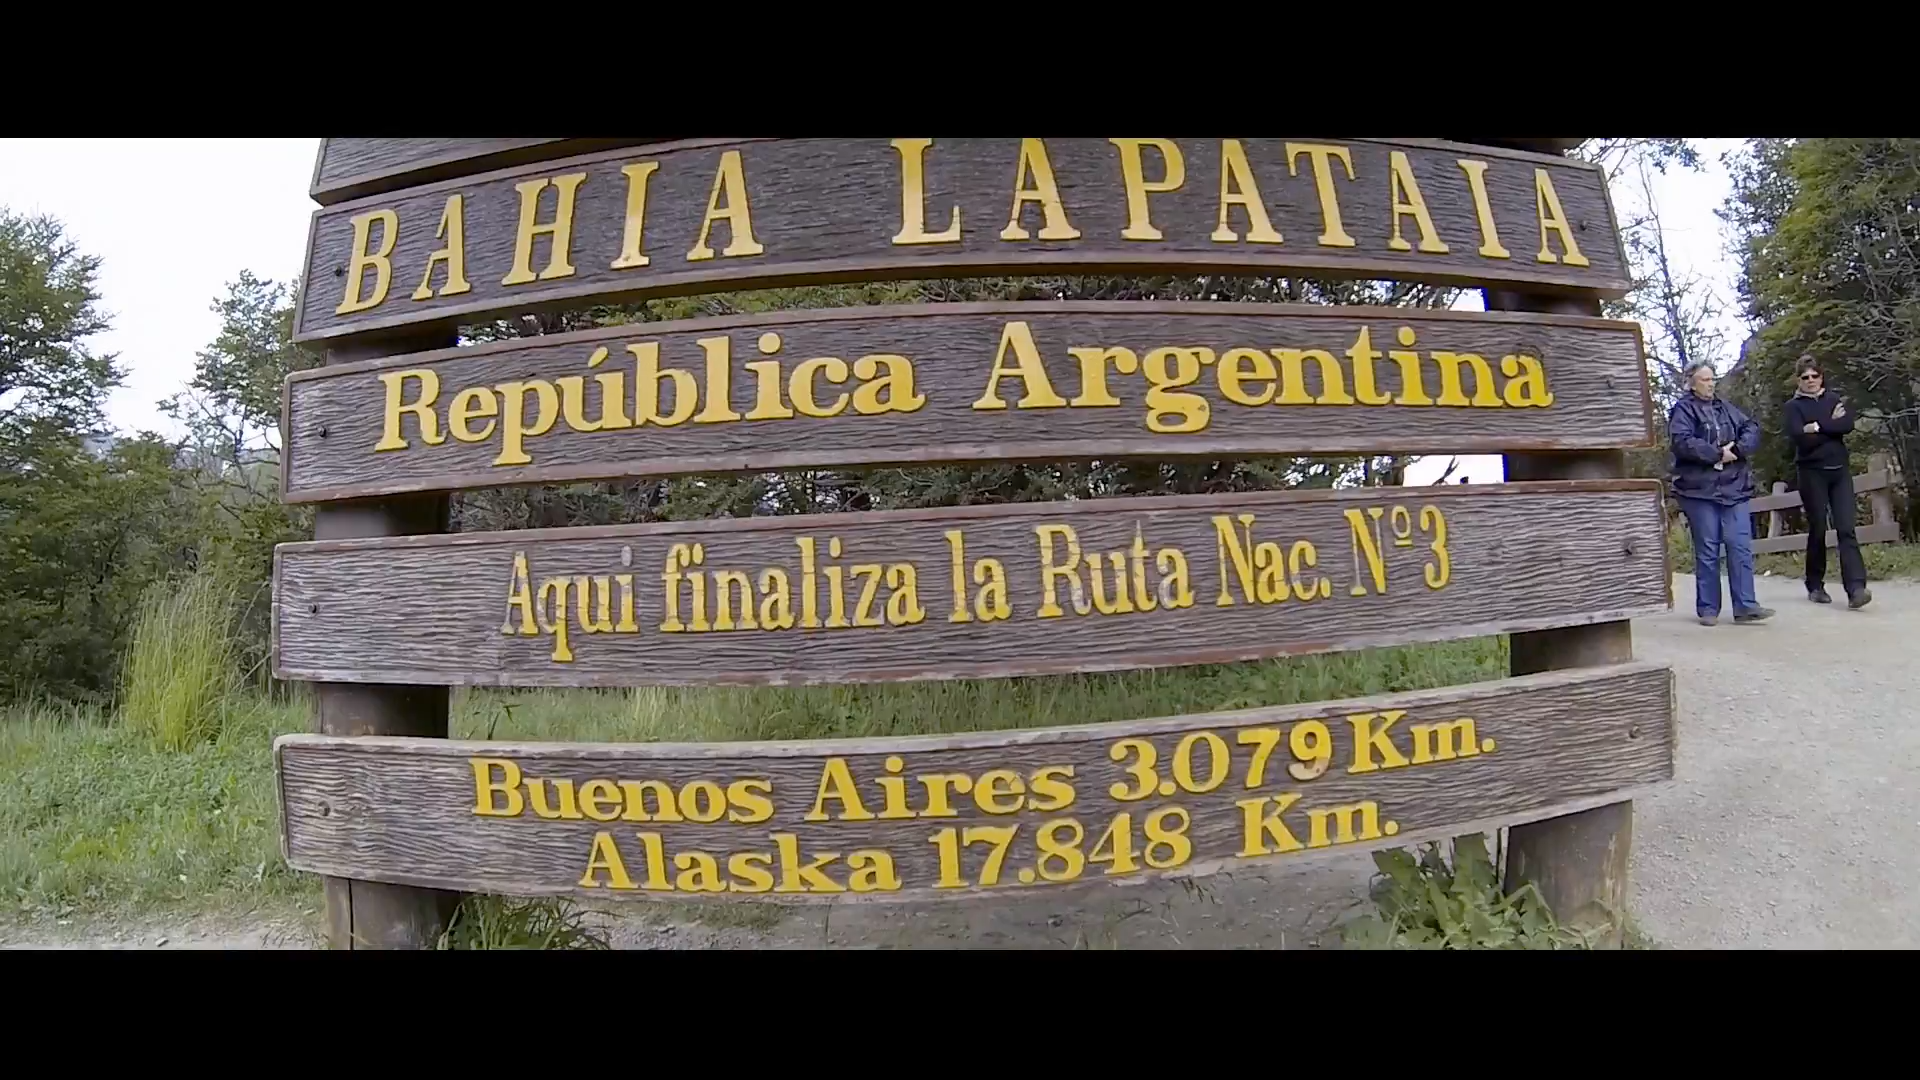 BAHIA LAPATAIA
República Argentina
Aqui finaliza la Ruta Nac. Nº3
Buenos Aires 3.079 Km.
Alaska 17.848 Km.